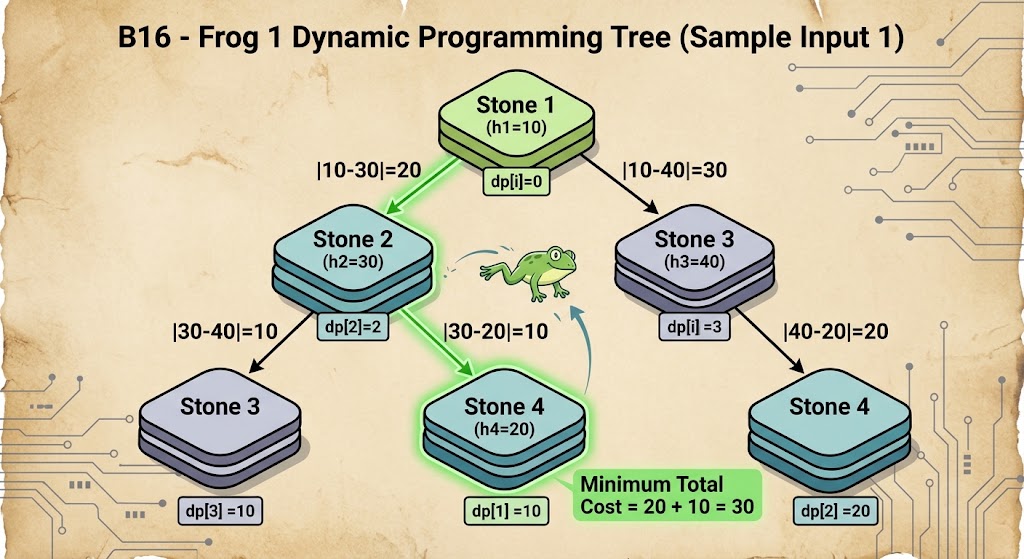 B16 - Frog 1 Dynamic Programming Tree (Sample Input 1)
Stone 1
(h1=10)
|10-30|=20
dp[i]=0
|10-40|=30
Stone 2
(h2=30)
Stone 3
(h3=40)
|30-40|=10
dp[2]=2
|30-20|=10
dp[i] =3
|40-20|=20
Stone 3
Stone 4
(h4=20)
Stone 4
Minimum Total
Cost = 20 + 10 = 30
dp[3] =10
dp[1] =10
dp[2] =20